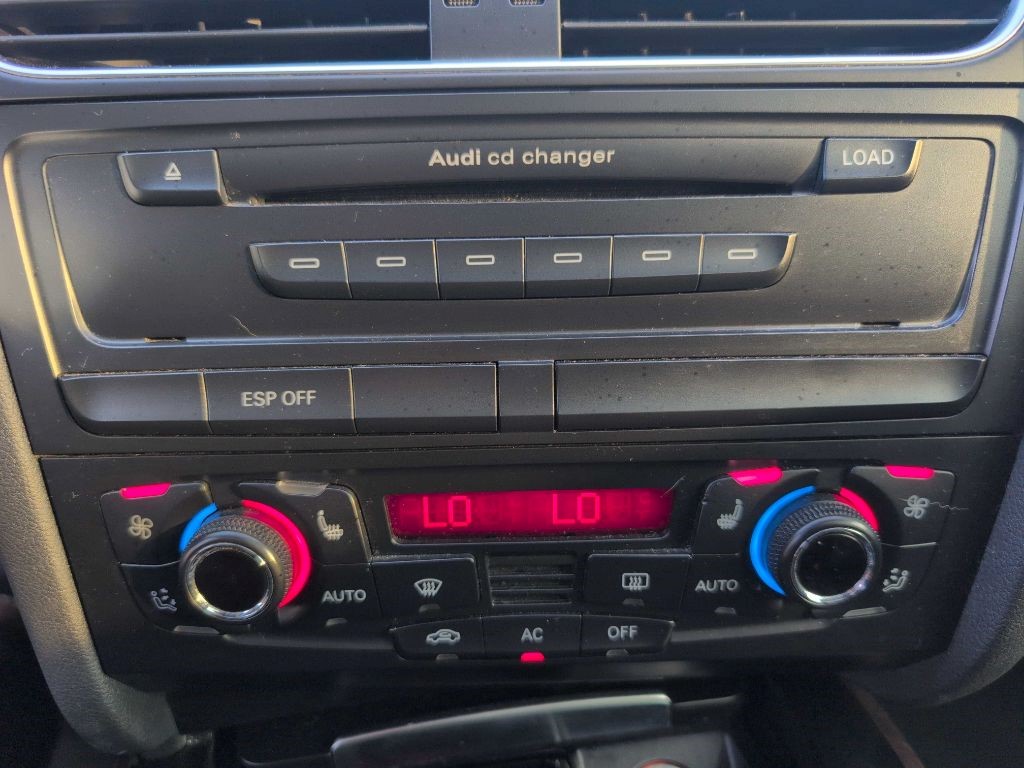 Audi cd changer
LOAD
ESP OFF
LO LO
AUTO
AUTO
AC
OFF